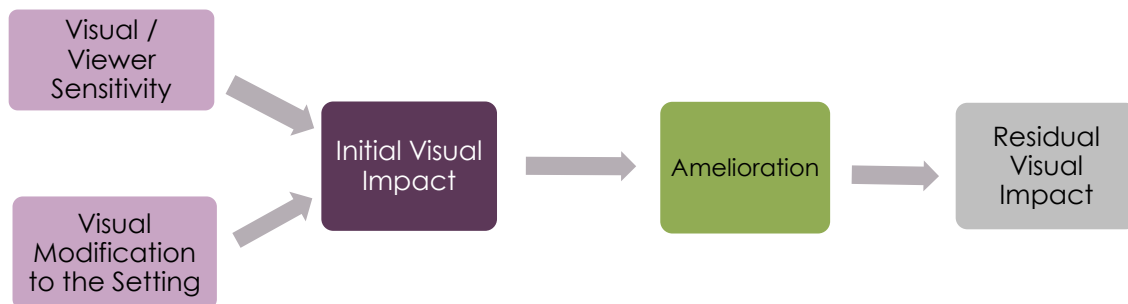 Visual /
Viewer
Sensitivity
Visual
Modification
to the Setting
Initial Visual
Impact
Amelioration
Residual
Visual
Impact